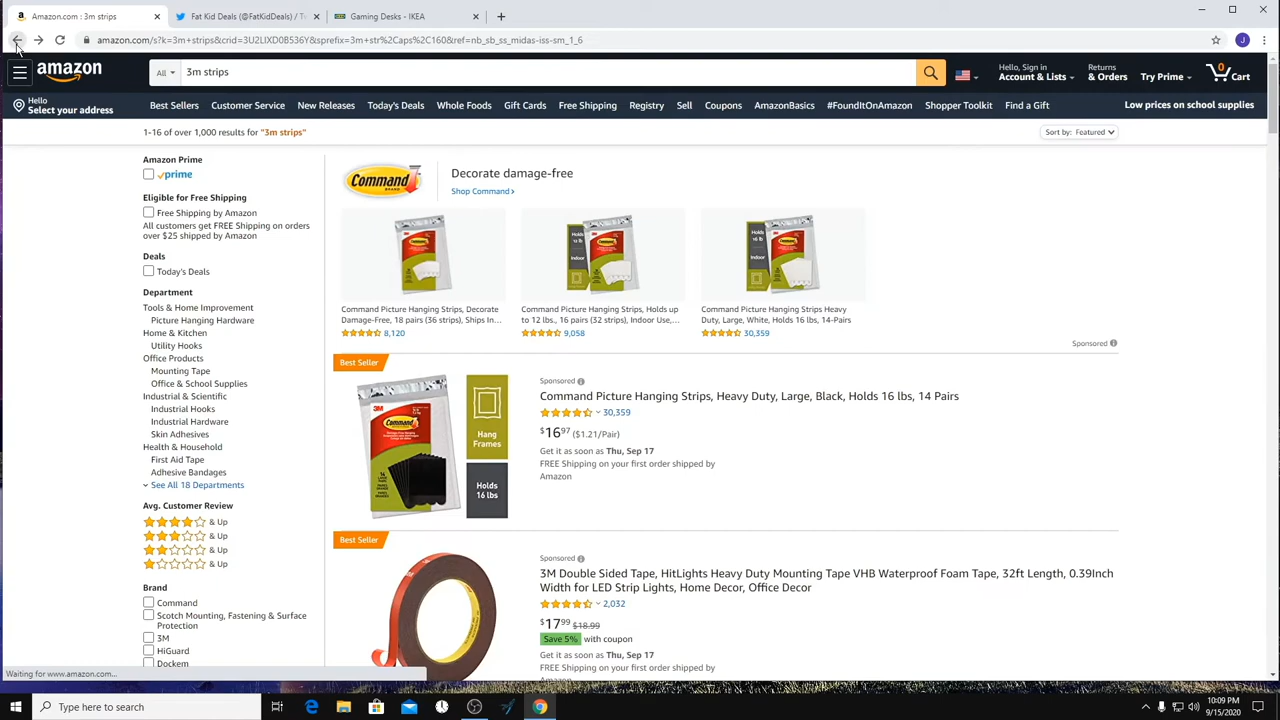 Amazon.com : 3m strips
Fat Kid Deals (@FatKidDeals) / T
Gaming Desks - IKEA
amazon.com/s?k=3m+strips&crid=3U2LIXD0B536Y&sprefix=3m+str%2Caps%2C160&ref=nb_sb_ss_midas-iss-sm_1_6
J
amazon
All
3m strips
Hello, Sign in
Account & Lists
Returns
& Orders
Try Prime
0
Cart
Hello
Select your address
Best Sellers
Customer Service
New Releases
Today's Deals
Whole Foods
Gift Cards
Free Shipping
Registry
Sell
Coupons
AmazonBasics
#FoundItOnAmazon
Shopper Toolkit
Find a Gift
Low prices on school supplies
1-16 of over 1,000 results for "3m strips"
Sort by: Featured
Amazon Prime
prime
Eligible for Free Shipping
Free Shipping by Amazon
All customers get FREE Shipping on orders
over $25 shipped by Amazon
Deals
Today's Deals
Department
Tools & Home Improvement
Picture Hanging Hardware
Home & Kitchen
Utility Hooks
Office Products
Mounting Tape
Office & School Supplies
Industrial & Scientific
Industrial Hooks
Industrial Hardware
Skin Adhesives
Health & Household
First Aid Tape
Adhesive Bandages
See All 18 Departments
Avg. Customer Review
& Up
& Up
& Up
& Up
Brand
Command
Scotch Mounting, Fastening & Surface
Protection
3M
HiGuard
Dockem
Command
BRAND
Decorate damage-free
Shop Command ›
Command Picture Hanging Strips, Decorate
Damage-Free, 18 pairs (36 strips), Ships In...
8,120
Holds
12 lb
Indoor
Command Picture Hanging Strips, Holds up
to 12 lbs., 16 pairs (32 strips), Indoor Use,...
9,058
Holds
16 lb
Indoor
Command Picture Hanging Strips Heavy
Duty, Large, White, Holds 16 lb, 14-Pairs
30,359
Sponsored
Best Seller
3M
Command
Hang
Frames
Holds
16 lbs
Sponsored
Command Picture Hanging Strips, Heavy Duty, Large, Black, Holds 16 lbs, 14 Pairs
30,359
$16 97 ($1.21/Pair)
Get it as soon as Thu, Sep 17
FREE Shipping on your first order shipped by
Amazon
Best Seller
Sponsored
3M Double Sided Tape, HitLights Heavy Duty Mounting Tape VHB Waterproof Foam Tape, 32ft Length, 0.39Inch
Width for LED Strip Lights, Home Decor, Office Decor
2,032
$17 99 $18.99
Save 5% with coupon
Get it as soon as Thu, Sep 17
FREE Shipping on your first order shipped by
Amazon
Waiting for www.amazon.com...
Type here to search
10:09 PM
9/15/2020